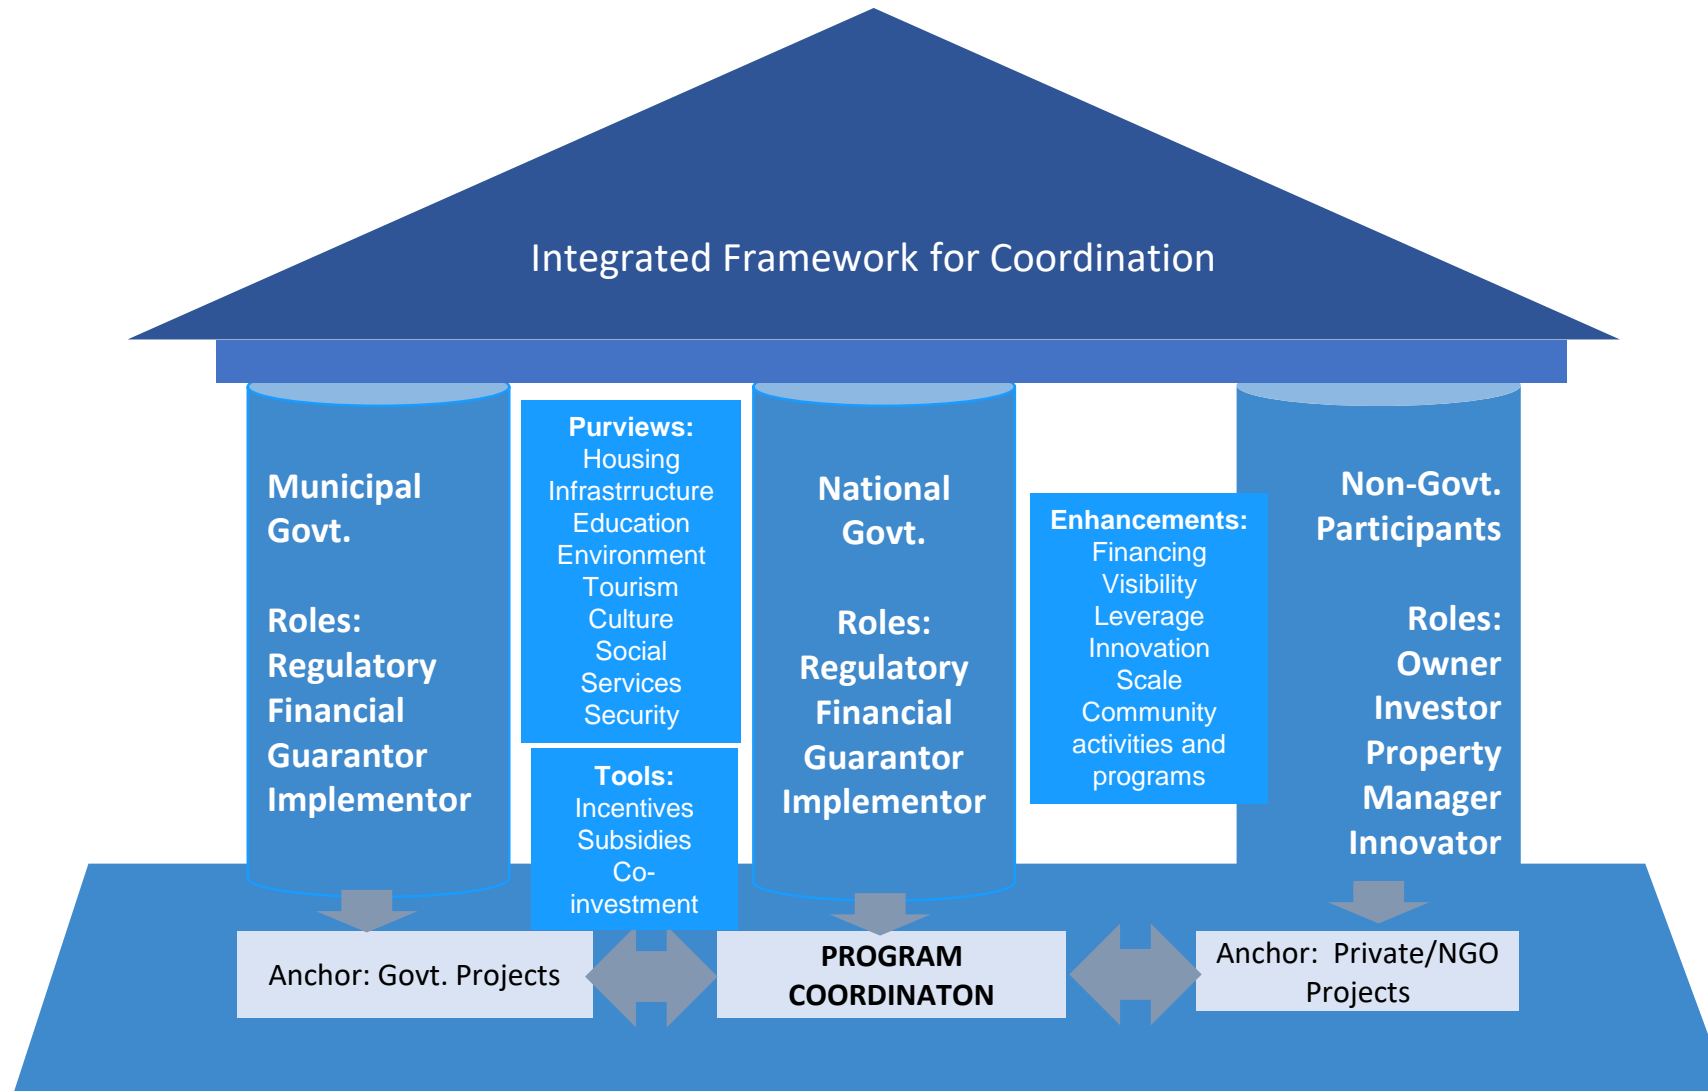 Integrated Framework for Coordination
Municipal
Govt.
Roles:
Regulatory
Financial
Guarantor
Implementor
Purviews:
Housing
Infrastrructure
Education
Environment
Tourism
Culture
Social
Services
Security
Tools:
Incentives
Subsidies
Co-
investment
National
Govt.
Roles:
Regulatory
Financial
Guarantor
Implementor
Enhancements:
Financing
Visibility
Leverage
Innovation
Scale
Community
activities and
programs
Non-Govt.
Participants
Roles:
Owner
Investor
Property
Manager
Innovator
Anchor: Govt. Projects
PROGRAM
COORDINATON
Anchor:  Private/NGO
Projects